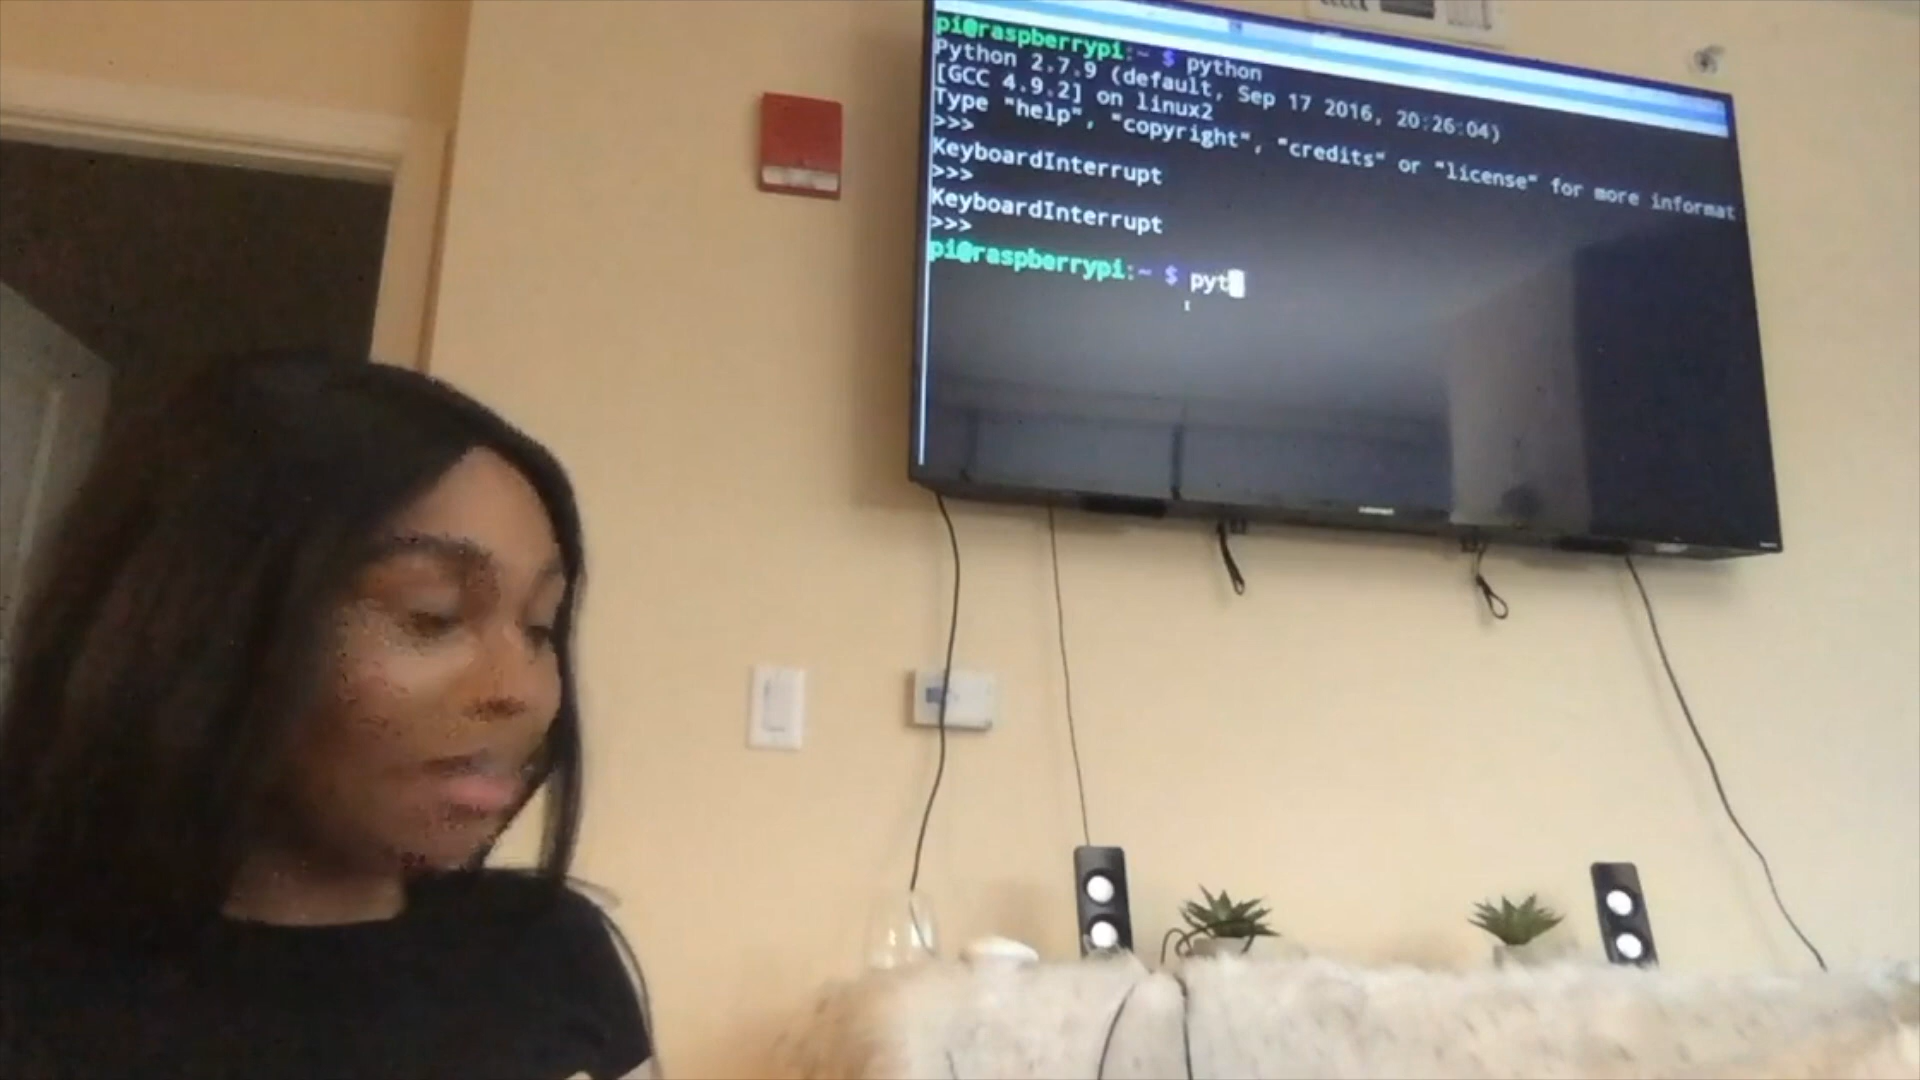 pi@raspberrypi:~ $ python
Python 2.7.9 (default, Sep 17 2016, 20:26:04)
[GCC 4.9.2] on linux2
Type "help", "copyright", "credits" or "license" for more informat
>>>
KeyboardInterrupt
>>>
KeyboardInterrupt
>>>
pi@raspberrypi:~ $ pyt